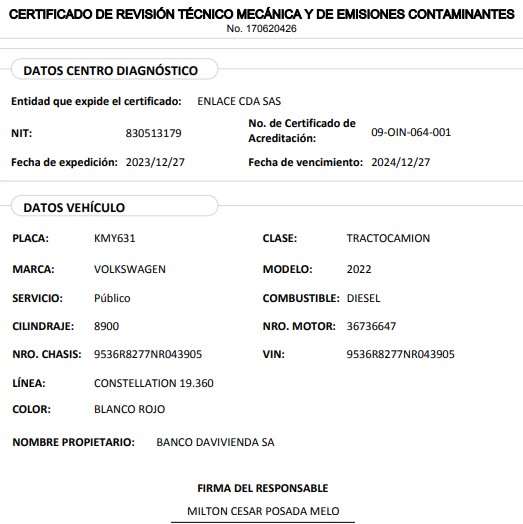 CERTIFICADO DE REVISIÓN TÉCNICO MECÁNICA Y DE EMISIONES CONTAMINANTES
No. 170620426
DATOS CENTRO DIAGNÓSTICO
Entidad que expide el certificado: ENLACE CDA SAS
NIT: 830513179 No. de Certificado de Acreditación: 09-OIN-064-001
Fecha de expedición: 2023/12/27 Fecha de vencimiento: 2024/12/27
DATOS VEHÍCULO
PLACA: KMY631 CLASE: TRACTOCAMION
MARCA: VOLKSWAGEN MODELO: 2022
SERVICIO: Público COMBUSTIBLE: DIESEL
CILINDRAJE: 8900 NRO. MOTOR: 36736647
NRO. CHASIS: 9536R8277NR043905 VIN: 9536R8277NR043905
LÍNEA: CONSTELLATION 19.360
COLOR: BLANCO ROJO
NOMBRE PROPIETARIO: BANCO DAVIVIENDA SA
FIRMA DEL RESPONSABLE
MILTON CESAR POSADA MELO